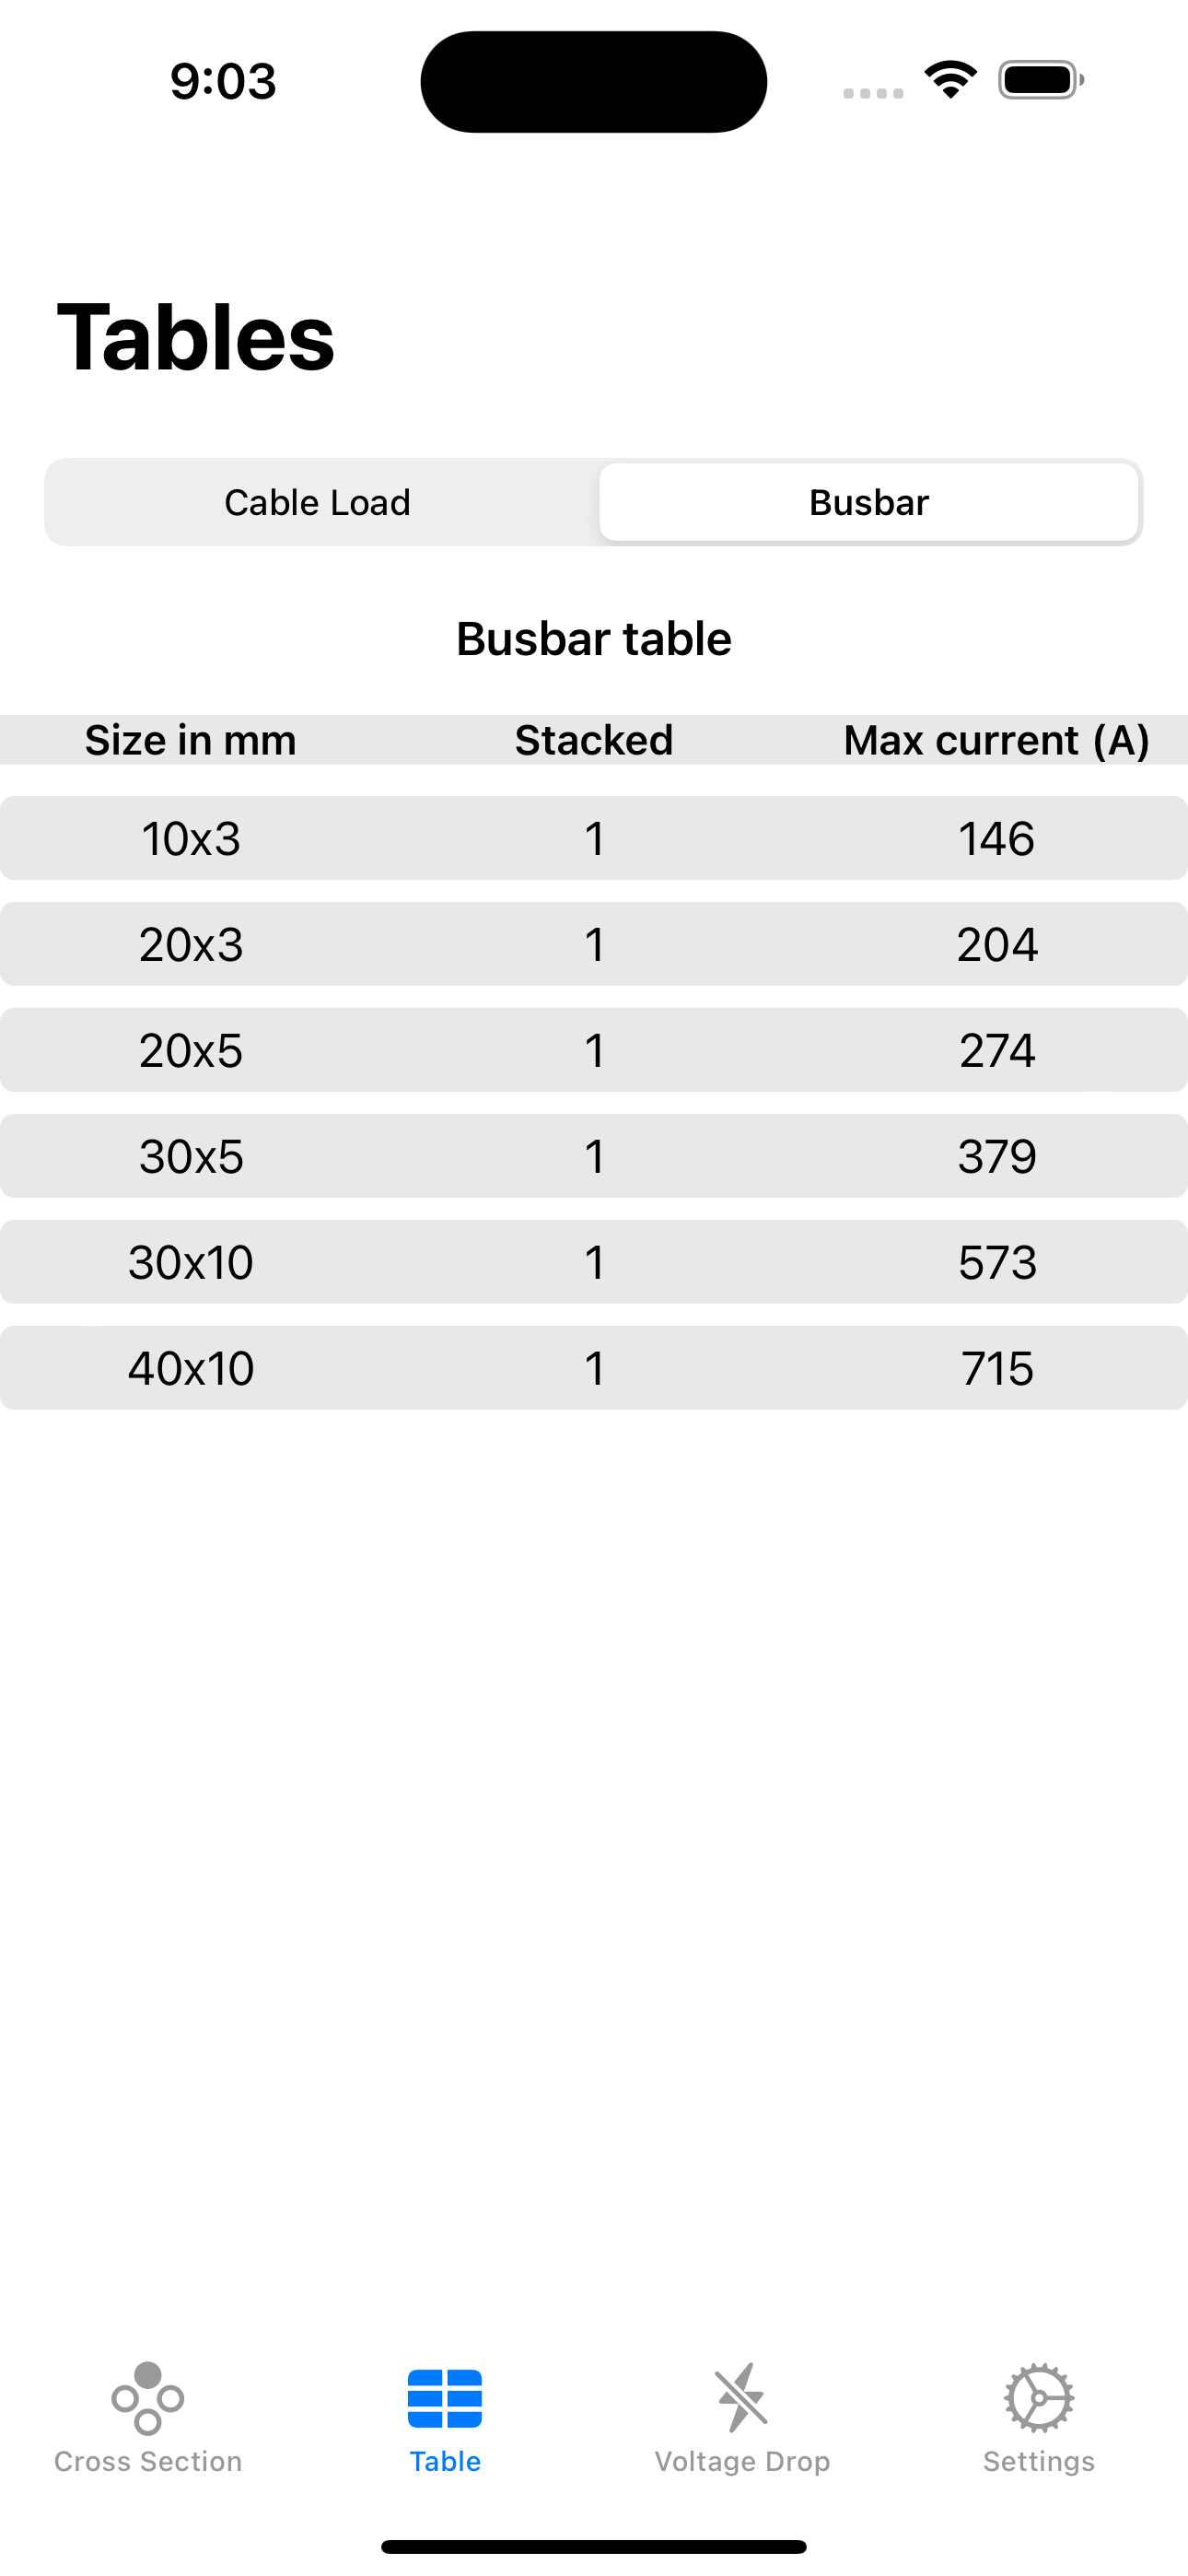 9:03
Tables
Cable Load Busbar
Busbar table
Size in mm Stacked Max current (A)
10x3 1 146
20x3 1 204
20x5 1 274
30x5 1 379
30x10 1 573
40x10 1 715
Cross Section Table Voltage Drop Settings